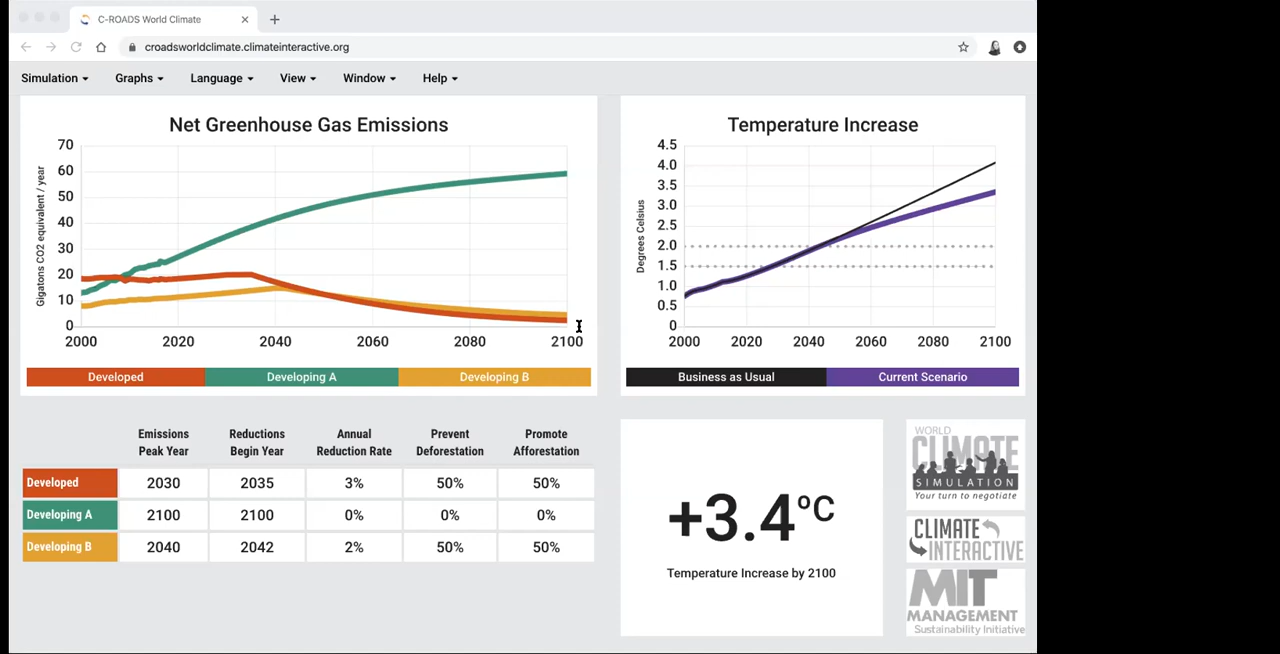 C-ROADS World Climate
croadsworldclimate.climateinteractive.org
Simulation Graphs Language View Window Help
Net Greenhouse Gas Emissions
Gigatons CO2 equivalent / year
70
60
50
40
30
20
10
0
2000 2020 2040 2060 2080 2100
Developed Developing A Developing B
Temperature Increase
Degrees Celsius
4.5
4.0
3.5
3.0
2.5
2.0
1.5
1.0
0.5
0
2000 2020 2040 2060 2080 2100
Business as Usual Current Scenario
Emissions Peak Year Reductions Begin Year Annual Reduction Rate Prevent Deforestation Promote Afforestation
Developed 2030 2035 3% 50% 50%
Developing A 2100 2100 0% 0% 0%
Developing B 2040 2042 2% 50% 50%
+3.4°C
Temperature Increase by 2100
WORLD
CLIMATE
SIMULATION
Your turn to negotiate
CLIMATE
INTERACTIVE
MIT
MANAGEMENT
Sustainability Initiative